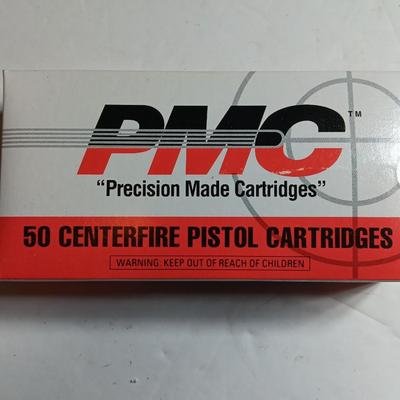 PMC™
"Precision Made Cartridges"
50 CENTERFIRE PISTOL CARTRIDGES
WARNING: KEEP OUT OF REACH OF CHILDREN